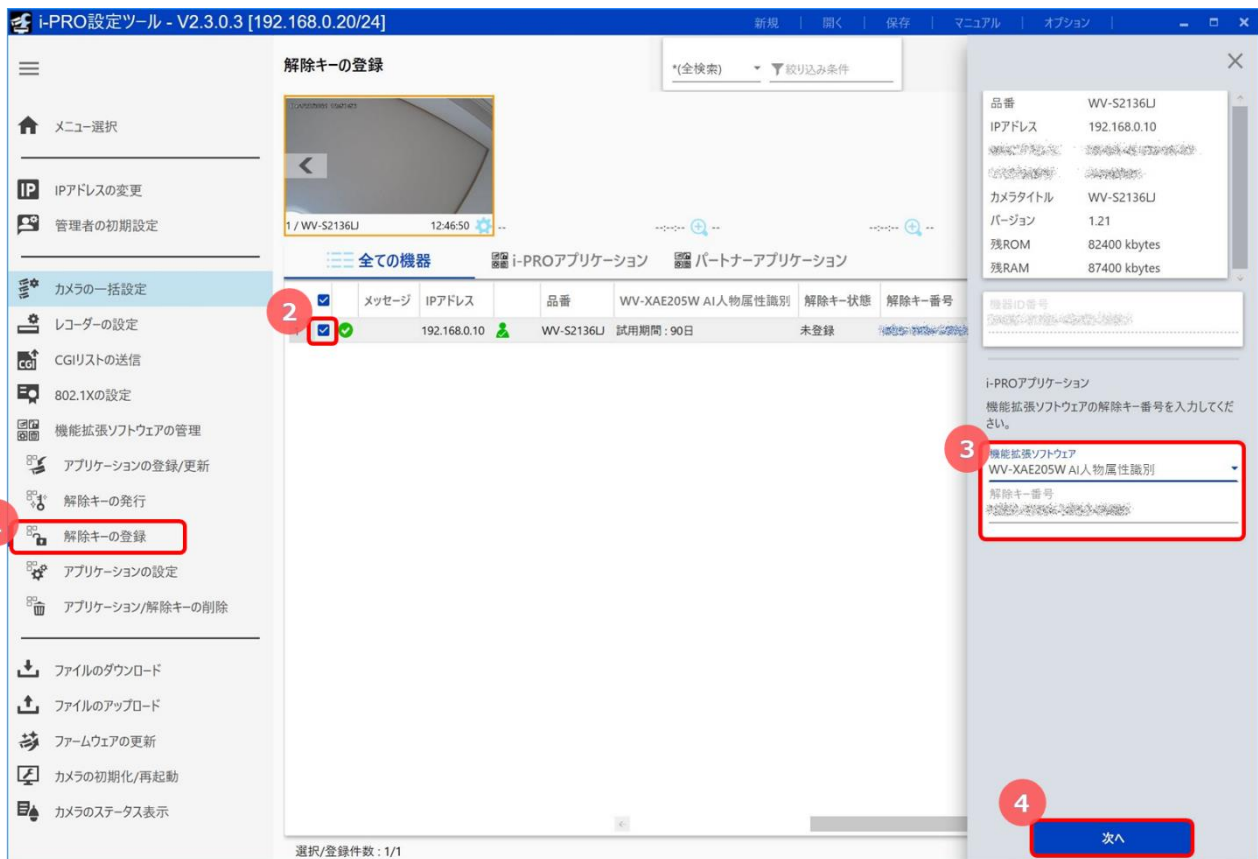 i-PRO設定ツール - V2.3.0.3 [192.168.0.20/24]
新規 | 開く | 保存 | マニュアル | オプション |
メニュー選択
IP IPアドレスの変更
管理者の初期設定
カメラの一括設定
レコーダーの設定
CGI CGIリストの送信
802.1Xの設定
機能拡張ソフトウェアの管理
アプリケーションの登録/更新
解除キーの発行
解除キーの登録
アプリケーションの設定
アプリケーション/解除キーの削除
ファイルのダウンロード
ファイルのアップロード
ファームウェアの更新
カメラの初期化/再起動
カメラのステータス表示
解除キーの登録
*(全検索) 絞り込み条件
1 / WV-S2136LJ 12:46:50 --
--:--:-- --
--:--:-- --
全ての機器 i-PROアプリケーション パートナーアプリケーション
2
メッセージ IPアドレス 品番 WV-XAE205W AI人物属性識別 解除キー状態 解除キー番号
192.168.0.10 WV-S2136LJ 試用期間 : 90日 未登録
選択/登録件数 : 1/1
品番 WV-S2136LJ
IPアドレス 192.168.0.10
カメラタイトル WV-S2136LJ
バージョン 1.21
残ROM 82400 kbytes
残RAM 87400 kbytes
機器ID番号
i-PROアプリケーション
機能拡張ソフトウェアの解除キー番号を入力してくだ
さい。
3
機能拡張ソフトウェア
WV-XAE205W AI人物属性識別
解除キー番号
4
次へ